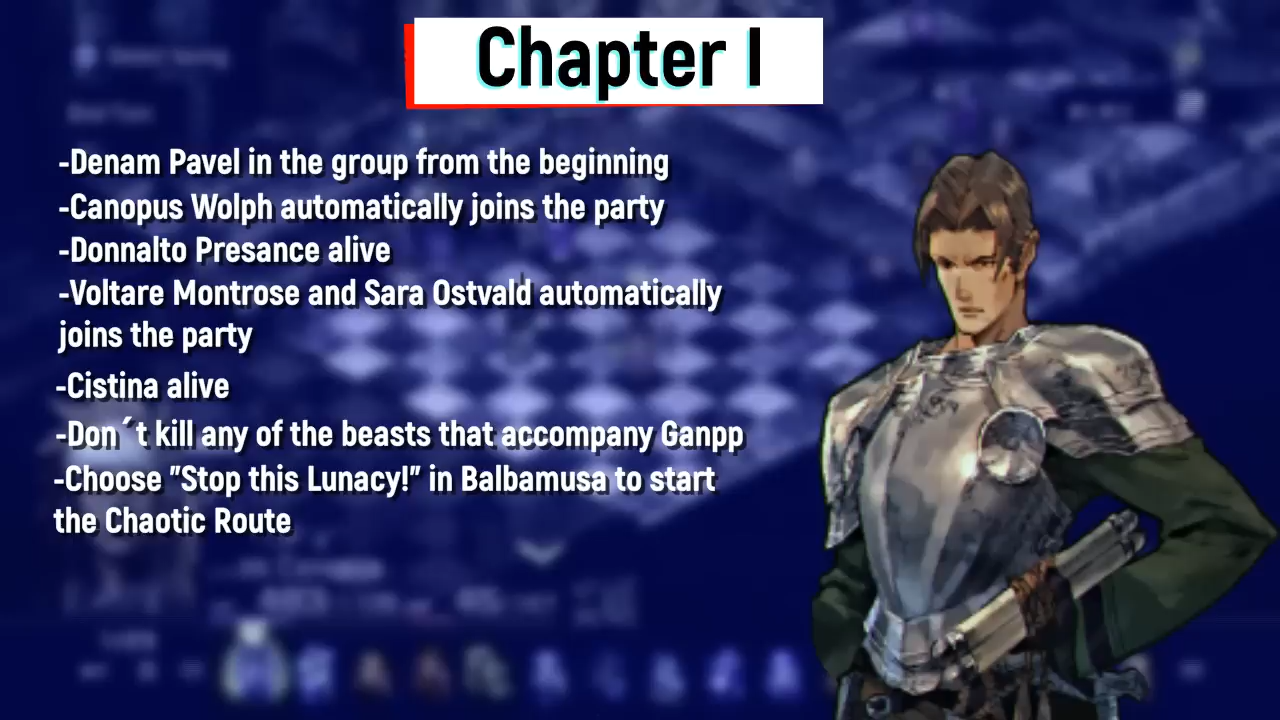 Chapter I
-Denam Pavel in the group from the beginning
-Canopus Wolph automatically joins the party
-Donnalto Presance alive
-Voltare Montrose and Sara Ostvald automatically
joins the party
-Cistina alive
-Don´t kill any of the beasts that accompany Ganpp
-Choose "Stop this Lunacy!" in Balbamusa to start
the Chaotic Route